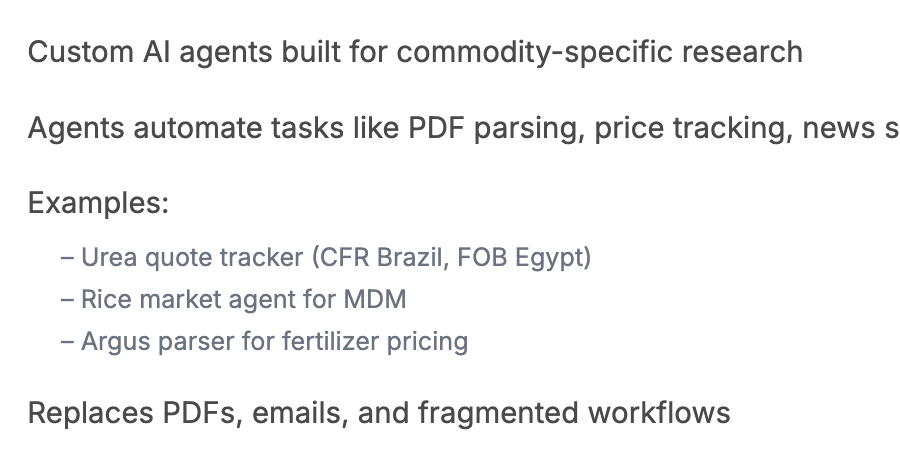 Custom AI agents built for commodity-specific research
Agents automate tasks like PDF parsing, price tracking, news s
Examples:
– Urea quote tracker (CFR Brazil, FOB Egypt)
– Rice market agent for MDM
– Argus parser for fertilizer pricing
Replaces PDFs, emails, and fragmented workflows